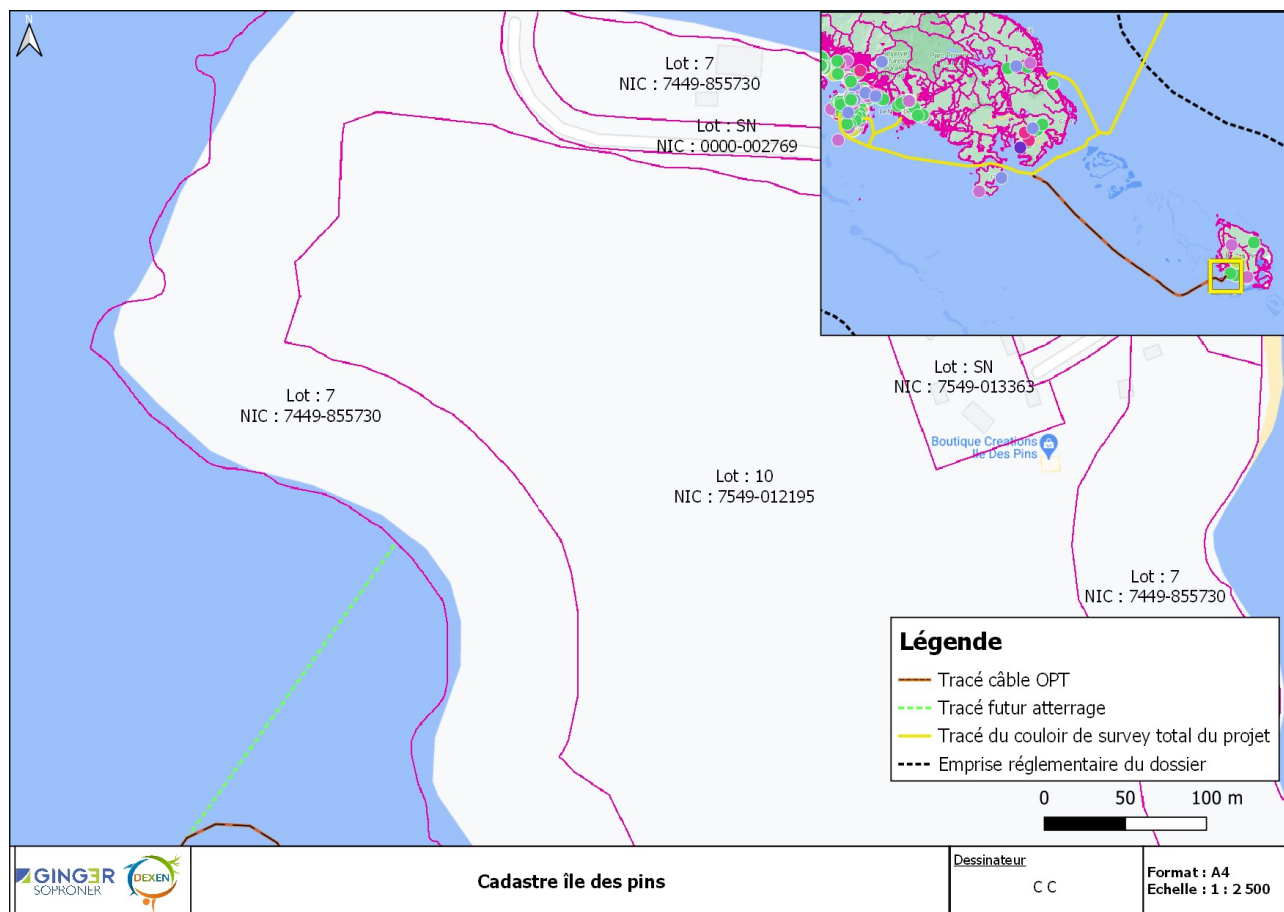 N
Lot : 7
NIC : 7449-855730
Lot : SN
NIC : 0000-002769
Lot : 7
NIC : 7449-855730
Lot : 10
NIC : 7549-012195
Lot : SN
NIC : 7549-013363
Boutique Creations
Ile Des Pins
Lot : 7
NIC : 7449-855730
Légende
Tracé câble OPT
Tracé futur atterrage
Tracé du couloir de survey total du projet
Emprise réglementaire du dossier
0 50 100 m
GINGER
SOPRONER
DEXEN
Cadastre île des pins
Dessinateur
C C
Format : A4
Echelle : 1 : 2 500